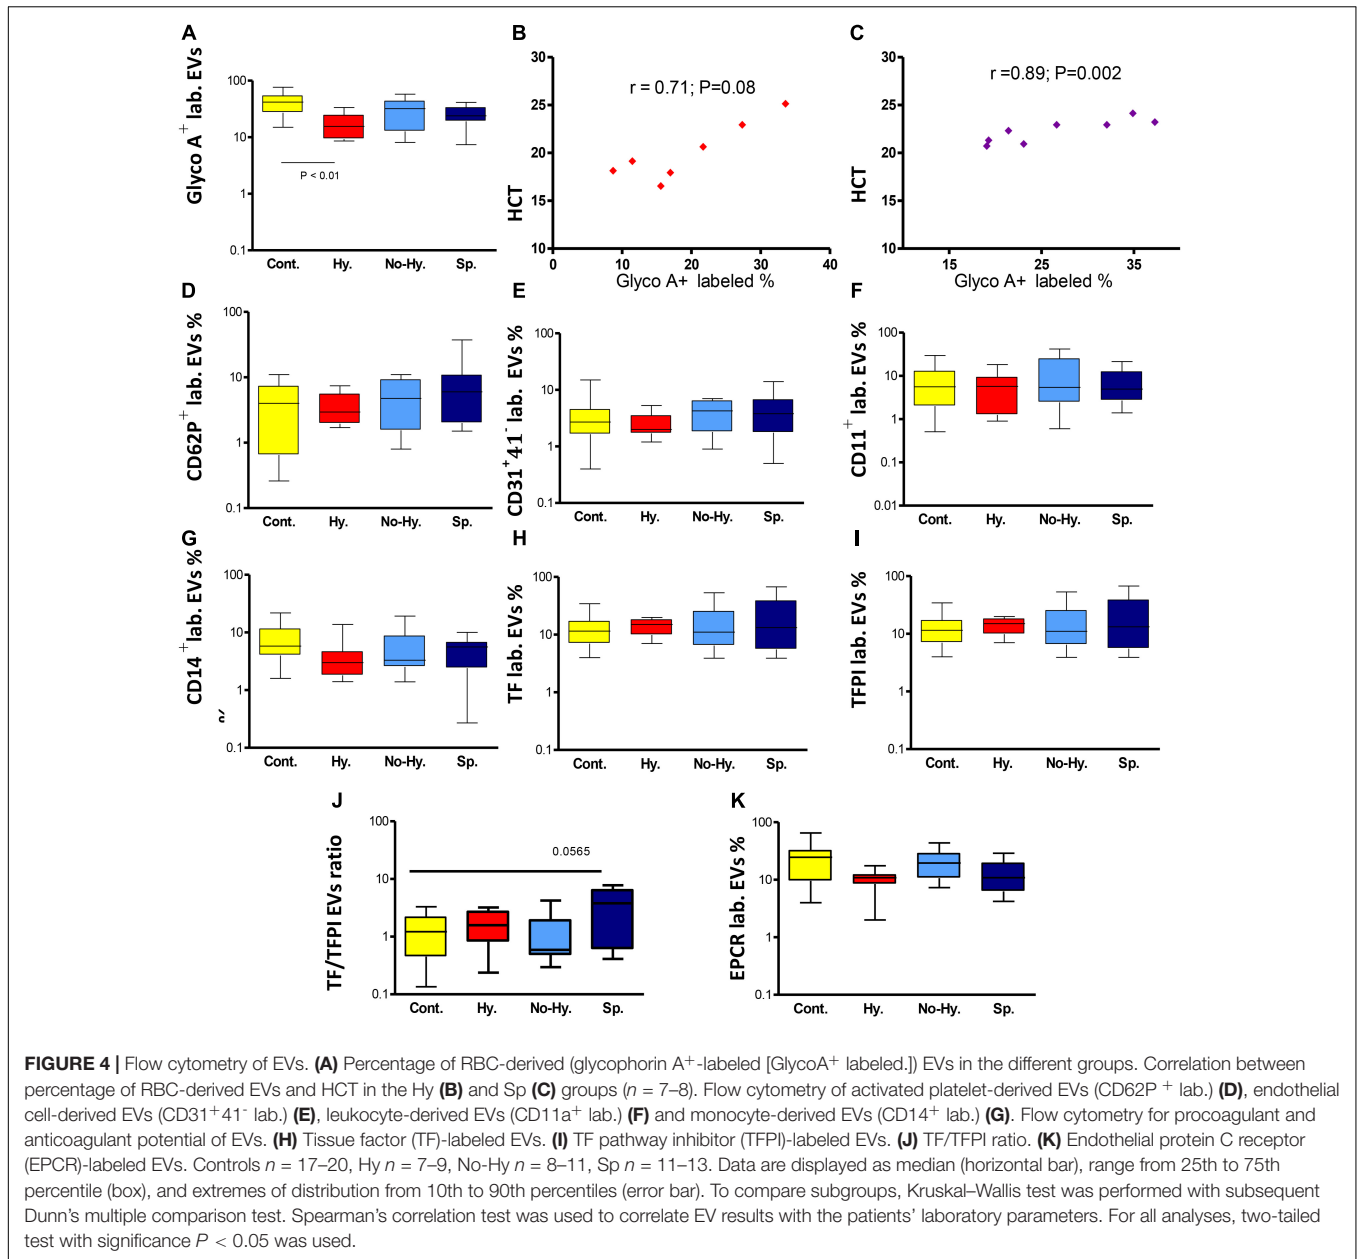 A
Glyco A + lab. EVs
100
10
1
0.1
P < 0.01
Cont. Hy. No-Hy. Sp.
B
HCT
30
25
20
15
10
r = 0.71; P=0.08
0 10 20 30 40
Glyco A+ labeled %
C
HCT
30
25
20
15
10
r =0.89; P=0.002
15 25 35
Glyco A+ labeled %
D
CD62P + lab. EVs %
100
10
1
0.1
Cont. Hy. No-Hy. Sp.
E
CD31+41- lab. EVs %
100
10
1
0.1
Cont. Hy. No-Hy. Sp.
F
CD11 + lab. EVs %
100
10
1
0.1
0.01
Cont. Hy. No-Hy. Sp.
G
CD14 + lab. EVs %
%
100
10
1
0.1
Cont. Hy. No-Hy. Sp.
H
TF lab. EVs %
100
10
1
0.1
Cont. Hy. No-Hy. Sp.
I
TFPI lab. EVs %
100
10
1
0.1
Cont. Hy. No-Hy. Sp.
J
TF/TFPI EVs ratio
100
10
1
0.1
0.0565
Cont. Hy. No-Hy. Sp.
K
EPCR lab. EVs %
100
10
1
0.1
Cont. Hy. No-Hy. Sp.
FIGURE 4 | Flow cytometry of EVs. (A) Percentage of RBC-derived (glycophorin A+-labeled [GlycoA+ labeled.]) EVs in the different groups. Correlation between
percentage of RBC-derived EVs and HCT in the Hy (B) and Sp (C) groups (n = 7–8). Flow cytometry of activated platelet-derived EVs (CD62P + lab.) (D), endothelial
cell-derived EVs (CD31+41- lab.) (E), leukocyte-derived EVs (CD11a+ lab.) (F) and monocyte-derived EVs (CD14+ lab.) (G). Flow cytometry for procoagulant and
anticoagulant potential of EVs. (H) Tissue factor (TF)-labeled EVs. (I) TF pathway inhibitor (TFPI)-labeled EVs. (J) TF/TFPI ratio. (K) Endothelial protein C receptor
(EPCR)-labeled EVs. Controls n = 17–20, Hy n = 7–9, No-Hy n = 8–11, Sp n = 11–13. Data are displayed as median (horizontal bar), range from 25th to 75th
percentile (box), and extremes of distribution from 10th to 90th percentiles (error bar). To compare subgroups, Kruskal–Wallis test was performed with subsequent
Dunn's multiple comparison test. Spearman's correlation test was used to correlate EV results with the patients' laboratory parameters. For all analyses, two-tailed
test with significance P < 0.05 was used.